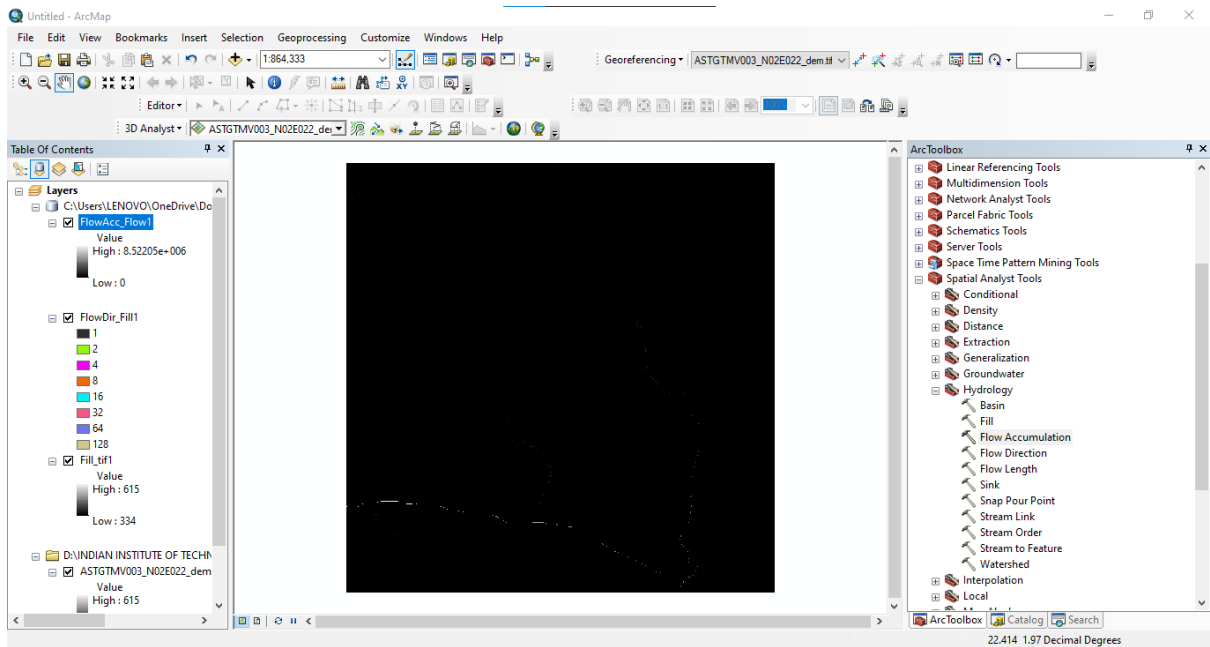 Untitled - ArcMap
File Edit View Bookmarks Insert Selection Geoprocessing Customize Windows Help
1:864,333
Georeferencing
ASTGTMV003_N02E022_dem.tif
Editor
3D Analyst
ASTGTMV003_N02E022_de
Table Of Contents
Layers
C:\Users\LENOVO\OneDrive\Do
FlowAcc_Flow1
Value
High : 8.52205e+006
Low : 0
FlowDir_Fill1
1
2
4
8
16
32
64
128
Fill_tif1
Value
High : 615
Low : 334
D:\INDIAN INSTITUTE OF TECHN
ASTGTMV003_N02E022_dem
Value
High : 615
ArcToolbox
Linear Referencing Tools
Multidimension Tools
Network Analyst Tools
Parcel Fabric Tools
Schematics Tools
Server Tools
Space Time Pattern Mining Tools
Spatial Analyst Tools
Conditional
Density
Distance
Extraction
Generalization
Groundwater
Hydrology
Basin
Fill
Flow Accumulation
Flow Direction
Flow Length
Sink
Snap Pour Point
Stream Link
Stream Order
Stream to Feature
Watershed
Interpolation
Local
ArcToolbox Catalog Search
22.414 1.97 Decimal Degrees